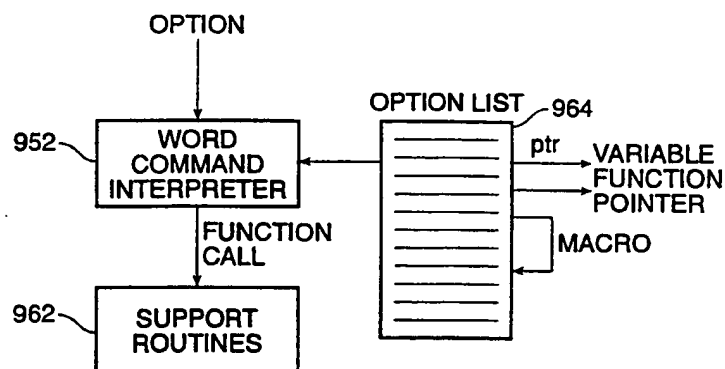 OPTION
952
WORD
COMMAND
INTERPRETER
FUNCTION
CALL
962
SUPPORT
ROUTINES
OPTION LIST
964
ptr
VARIABLE
FUNCTION
POINTER
MACRO